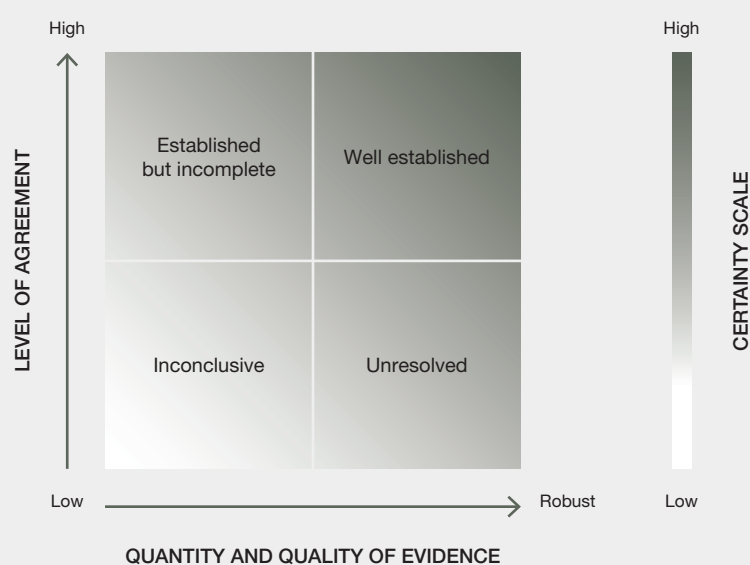 High
High
Established
but incomplete
Well established
LEVEL OF AGREEMENT
CERTAINTY SCALE
Inconclusive
Unresolved
Low
Robust
Low
QUANTITY AND QUALITY OF EVIDENCE